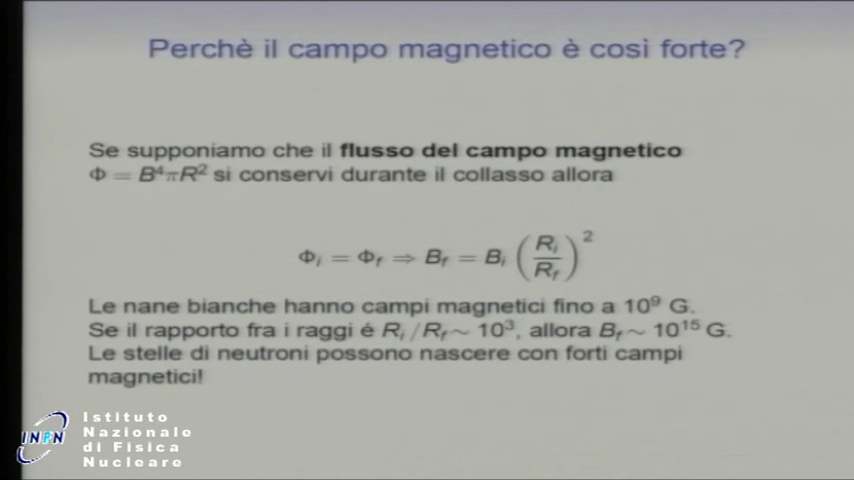 Perchè il campo magnetico è così forte?
Se supponiamo che il flusso del campo magnetico
Φ = B⁴πR² si conservi durante il collasso allora
Φᵢ = Φf ⇒ Bf = Bᵢ (Rᵢ/Rf)²
Le nane bianche hanno campi magnetici fino a 10⁹ G.
Se il rapporto fra i raggi é Rᵢ/Rf ~ 10³, allora Bf ~ 10¹⁵ G.
Le stelle di neutroni possono nascere con forti campi
magnetici!
INFN
Istituto
Nazionale
di Fisica
Nucleare